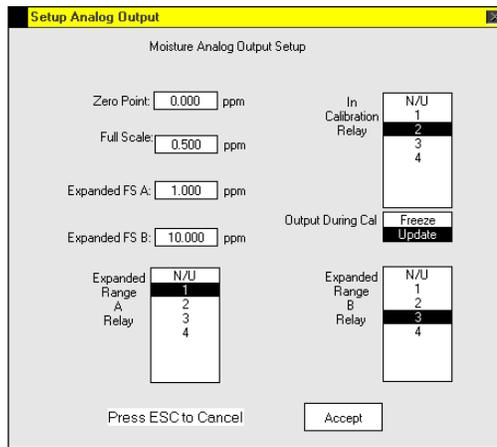 Setup Analog Output
Moisture Analog Output Setup
Zero Point: 0.000 ppm
Full Scale: 0.500 ppm
Expanded FS A: 1.000 ppm
Expanded FS B: 10.000 ppm
In
Calibration
Relay
N/U
1
2
3
4
Output During Cal
Freeze
Update
Expanded
Range
A
Relay
N/U
1
2
3
4
Expanded
Range
B
Relay
N/U
1
2
3
4
Press ESC to Cancel
Accept